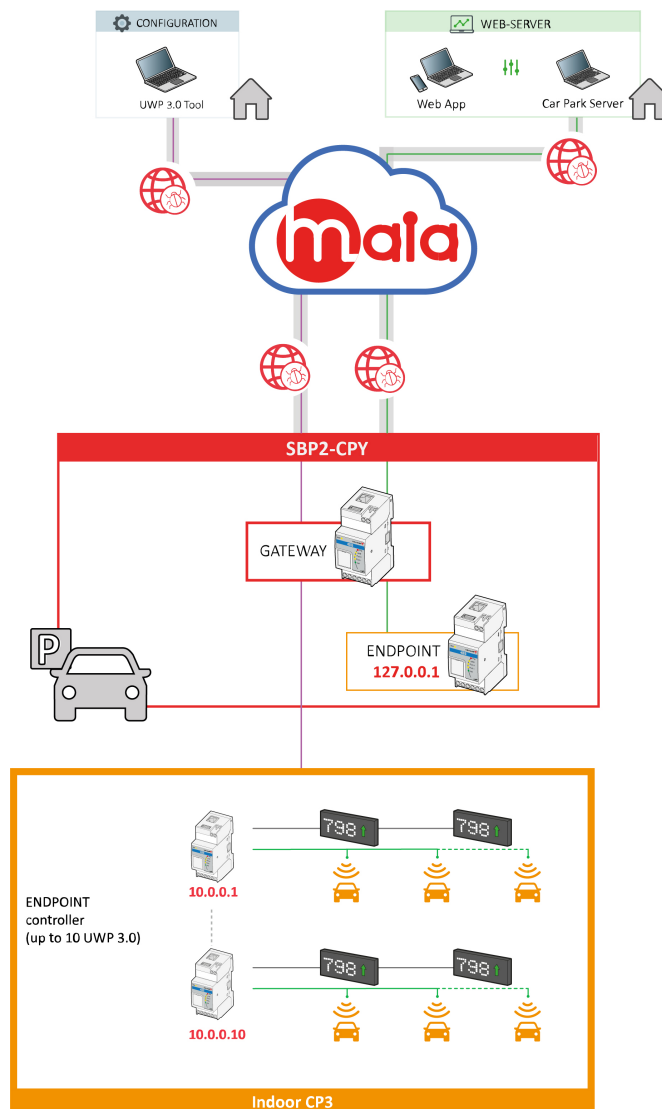 CONFIGURATION
UWP 3.0 Tool
WEB-SERVER
Web App
Car Park Server
maia
SBP2-CPY
GATEWAY
ENDPOINT
127.0.0.1
P
798
798
10.0.0.1
ENDPOINT
controller
(up to 10 UWP 3.0)
798
798
10.0.0.10
Indoor CP3